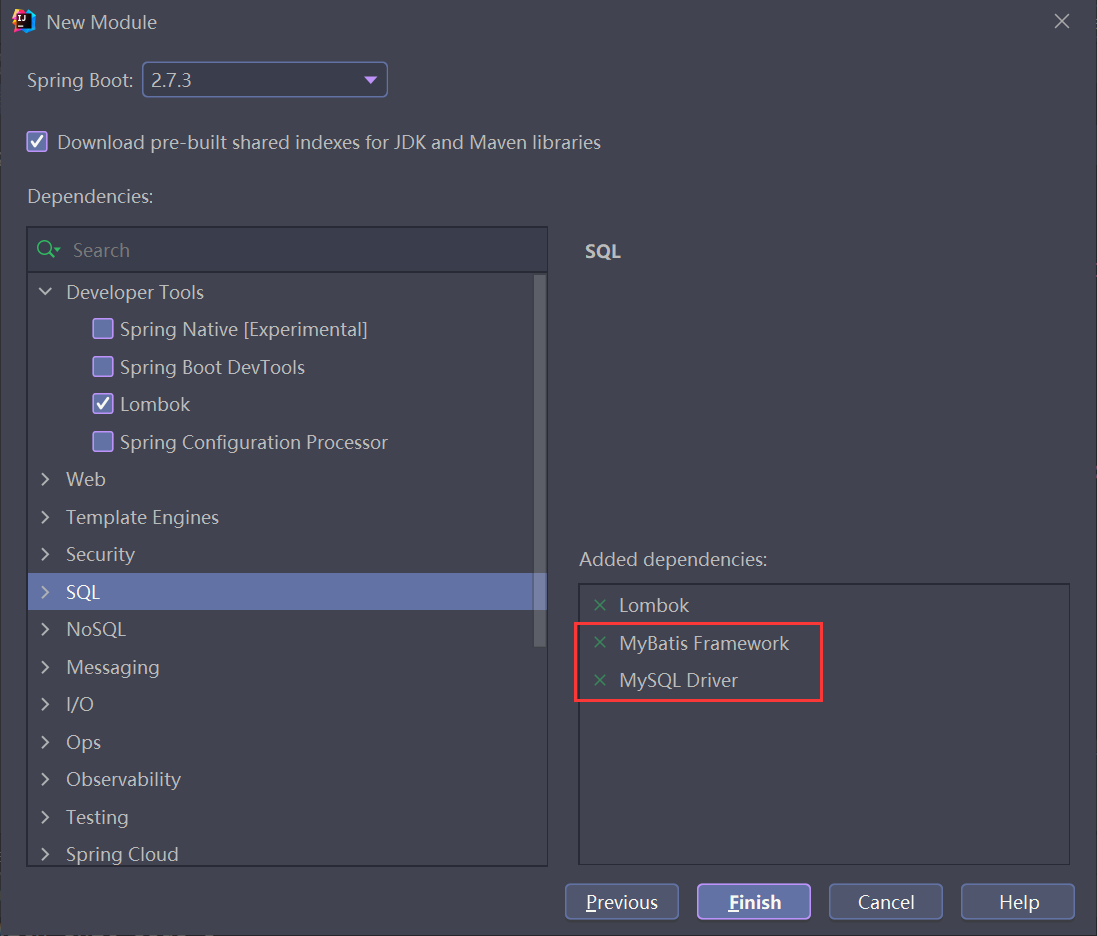 New Module
Spring Boot: 2.7.3
Download pre-built shared indexes for JDK and Maven libraries
Dependencies:
Search
Developer Tools
Spring Native [Experimental]
Spring Boot DevTools
Lombok
Spring Configuration Processor
Web
Template Engines
Security
SQL
NoSQL
Messaging
I/O
Ops
Observability
Testing
Spring Cloud
SQL
Added dependencies:
Lombok
MyBatis Framework
MySQL Driver
Previous
Finish
Cancel
Help